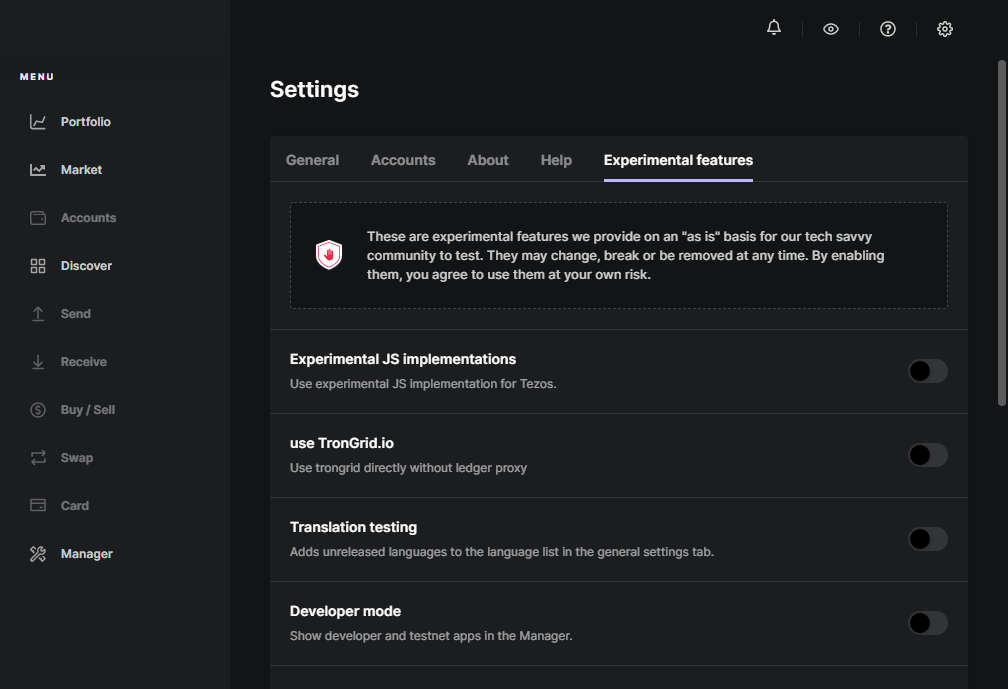 MENU
Portfolio
Market
Accounts
Discover
Send
Receive
Buy / Sell
Swap
Card
Manager
Settings
General Accounts About Help Experimental features
These are experimental features we provide on an "as is" basis for our tech savvy
community to test. They may change, break or be removed at any time. By enabling
them, you agree to use them at your own risk.
Experimental JS implementations
Use experimental JS implementation for Tezos.
use TronGrid.io
Use trongrid directly without ledger proxy
Translation testing
Adds unreleased languages to the language list in the general settings tab.
Developer mode
Show developer and testnet apps in the Manager.